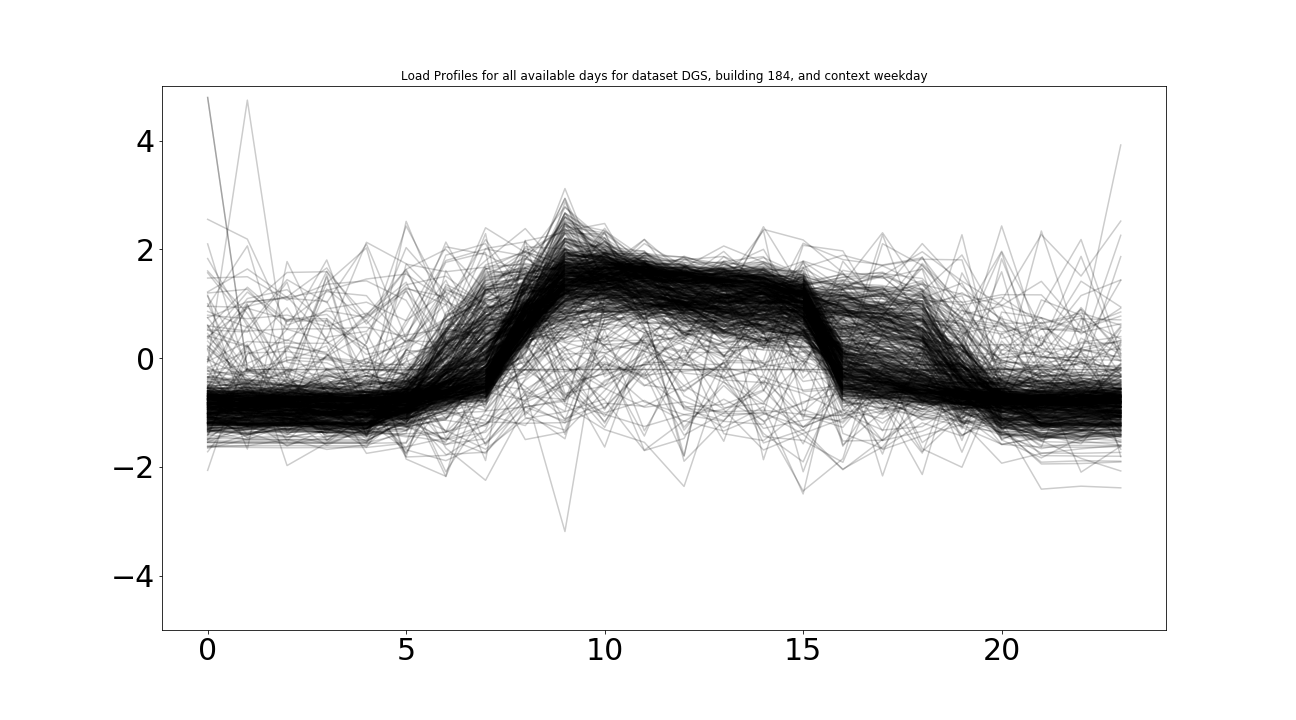 Load Profiles for all available days for dataset DGS, building 184, and context weekday
4
2
0
−2
−4
0 5 10 15 20